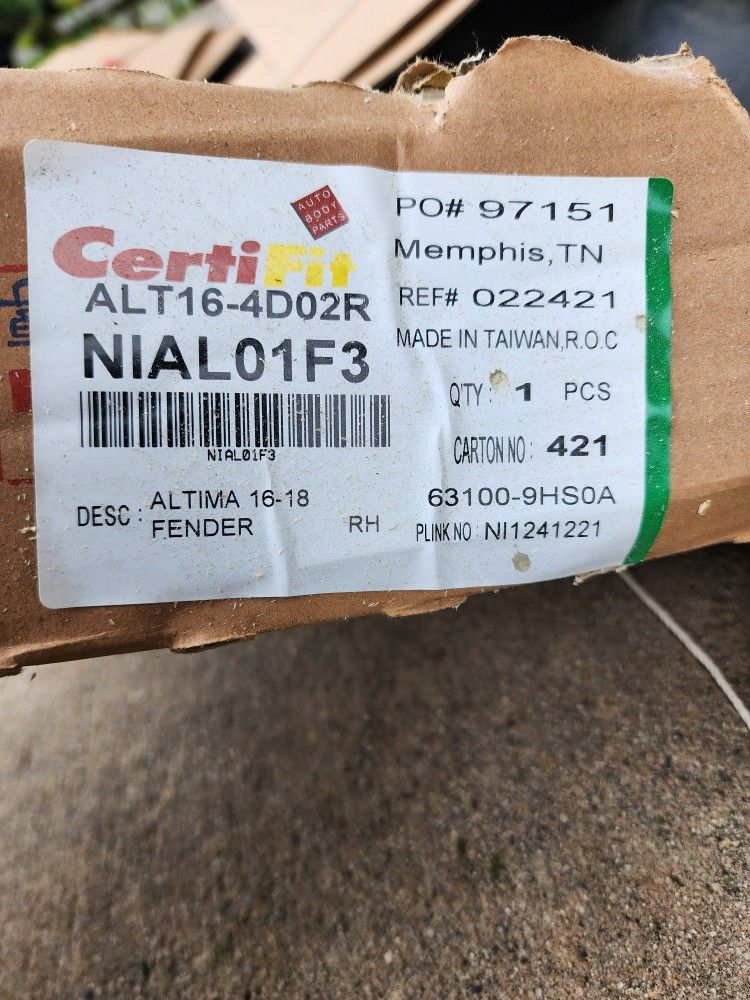 AUTO
BODY
PARTS
CertiFit
ALT16-4D02R
NIAL01F3
NIAL01F3
DESC : ALTIMA 16-18
FENDER RH
PO# 97151
Memphis,TN
REF# 022421
MADE IN TAIWAN,R.O.C
QTY : 1 PCS
CARTON NO : 421
63100-9HS0A
PLINK NO : NI1241221